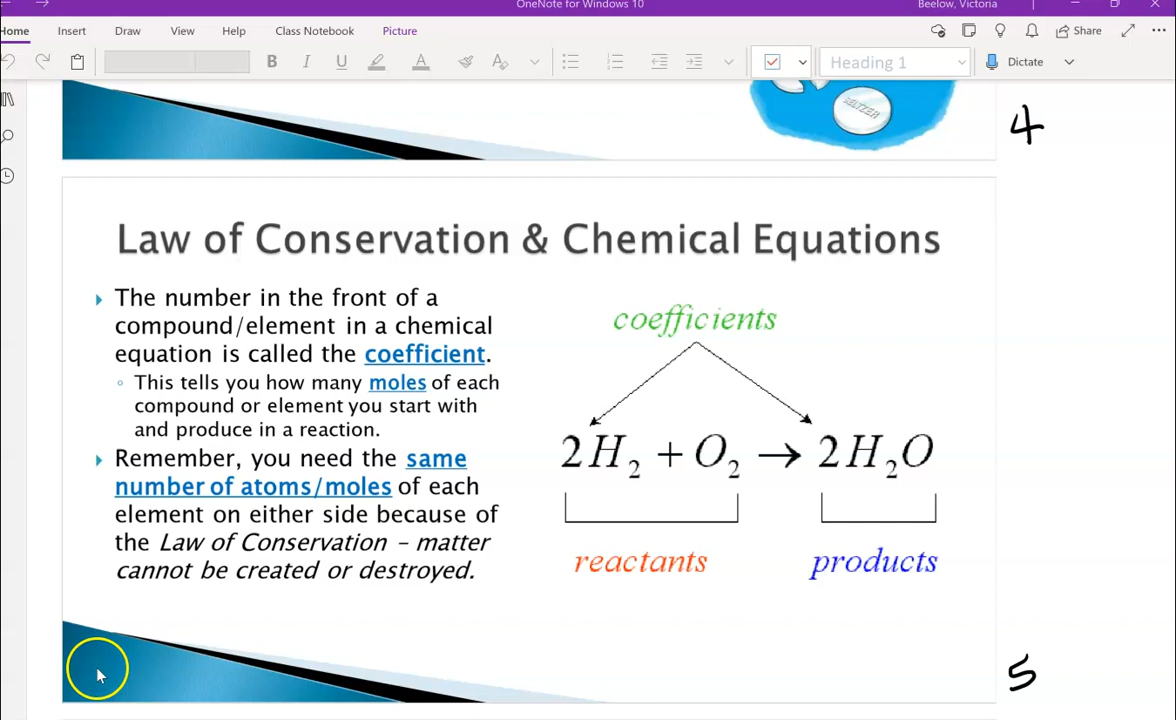 OneNote for Windows 10
Beelow, Victoria
Home Insert Draw View Help Class Notebook Picture
Share
B I U A A
Heading 1
Dictate
SELTZER
4
Law of Conservation & Chemical Equations
The number in the front of a
compound/element in a chemical
equation is called the coefficient.
This tells you how many moles of each
compound or element you start with
and produce in a reaction.
Remember, you need the same
number of atoms/moles of each
element on either side because of
the Law of Conservation – matter
cannot be created or destroyed.
coefficients
2H₂ + O₂ → 2H₂O
reactants
products
5